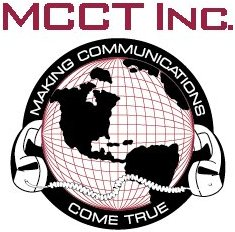 MCCT INC.
MAKING COMMUNICATIONS
COME TRUE